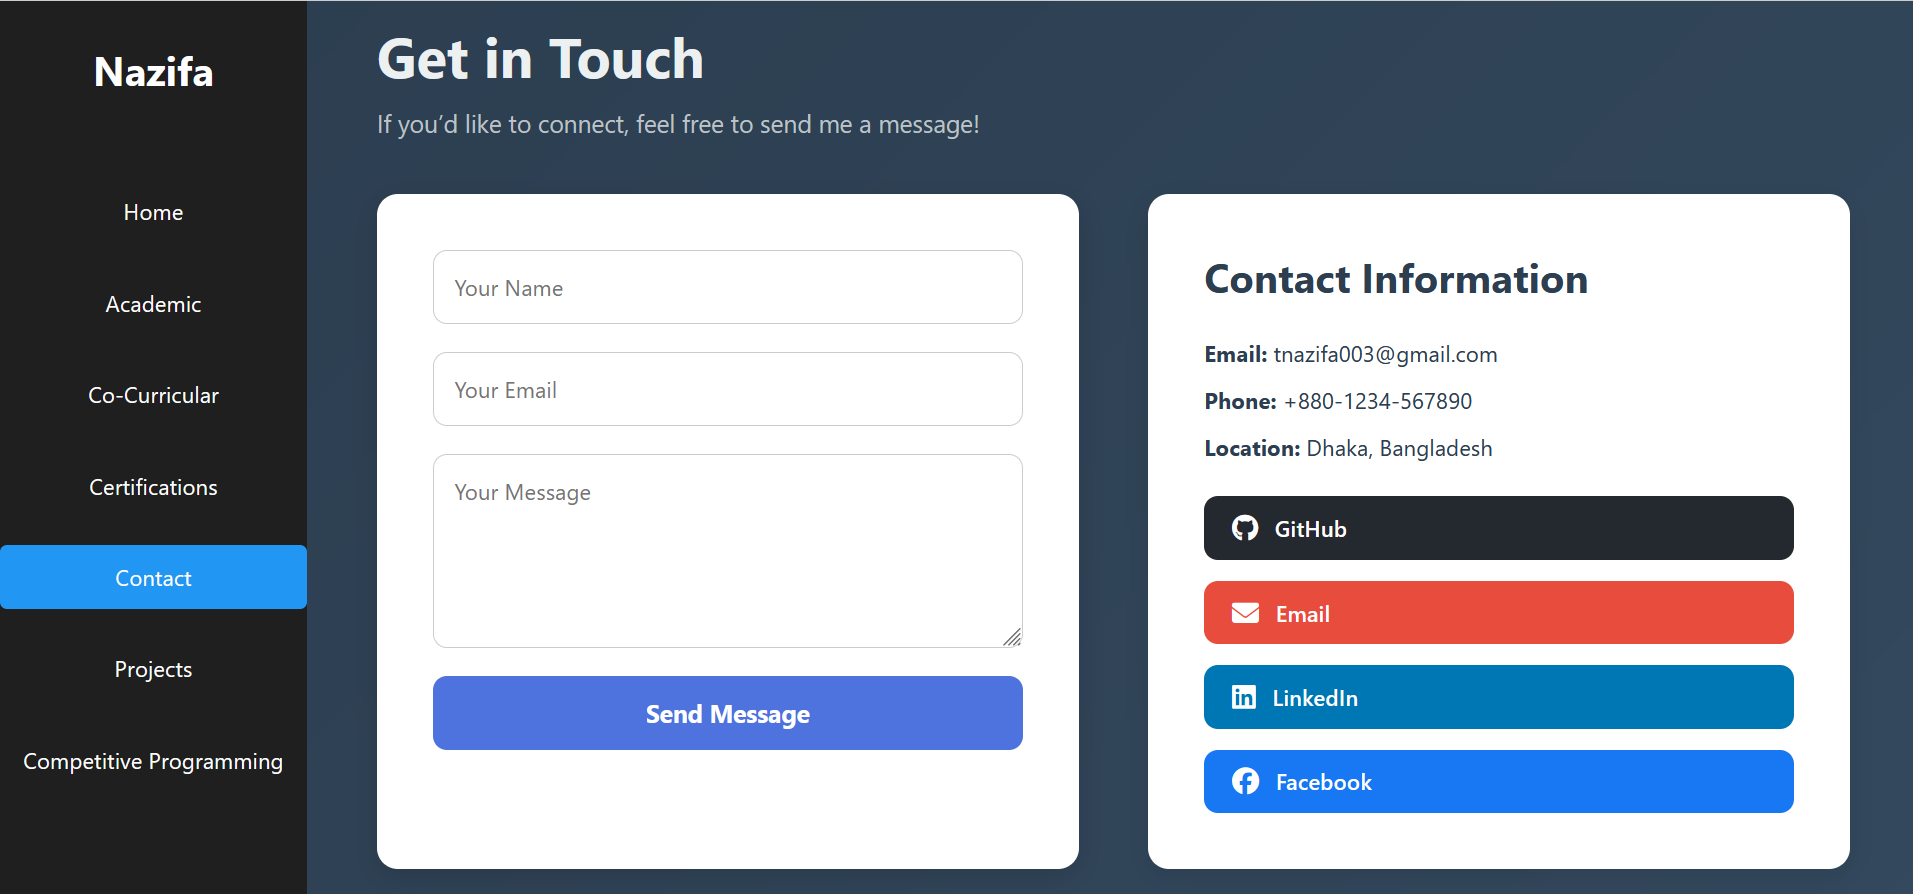 Nazifa
Home
Academic
Co-Curricular
Certifications
Contact
Projects
Competitive Programming
Get in Touch
If you’d like to connect, feel free to send me a message!
Your Name
Your Email
Your Message
Send Message
Contact Information
Email: tnazifa003@gmail.com
Phone: +880-1234-567890
Location: Dhaka, Bangladesh
GitHub
Email
LinkedIn
Facebook